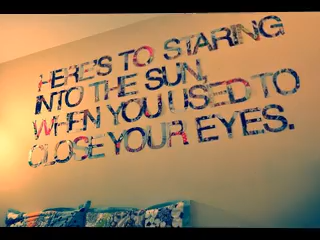 HERE'S TO STARING
INTO THE SUN,
WHEN YOU USED TO
CLOSE YOUR EYES.